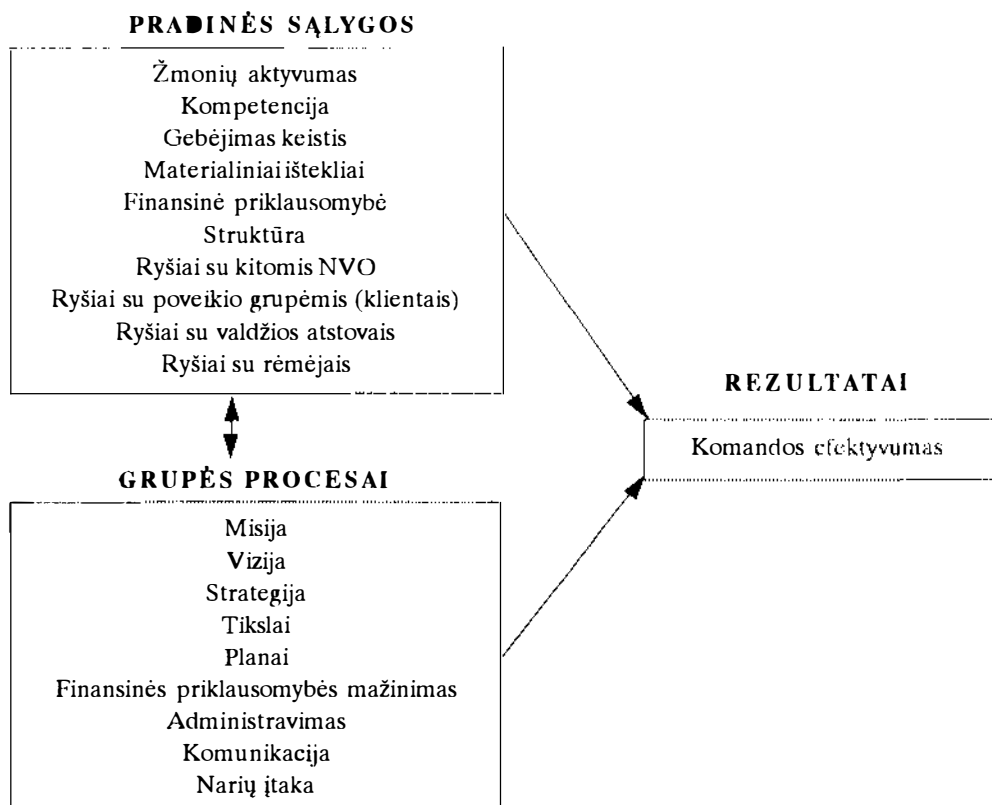 PRADINĖS SĄLYGOS
Žmonių aktyvumas
Kompetencija
Gebėjimas keistis
Materialiniai ištekliai
Finansinė priklausomybė
Struktūra
Ryšiai su kitomis NVO
Ryšiai su poveikio grupėmis (klientais)
Ryšiai su valdžios atstovais
Ryšiai su rėmėjais
REZULTATAI
Komandos efektyvumas
GRUPĖS PROCESAI
Misija
Vizija
Strategija
Tikslai
Planai
Finansinės priklausomybės mažinimas
Administravimas
Komunikacija
Narių įtaka